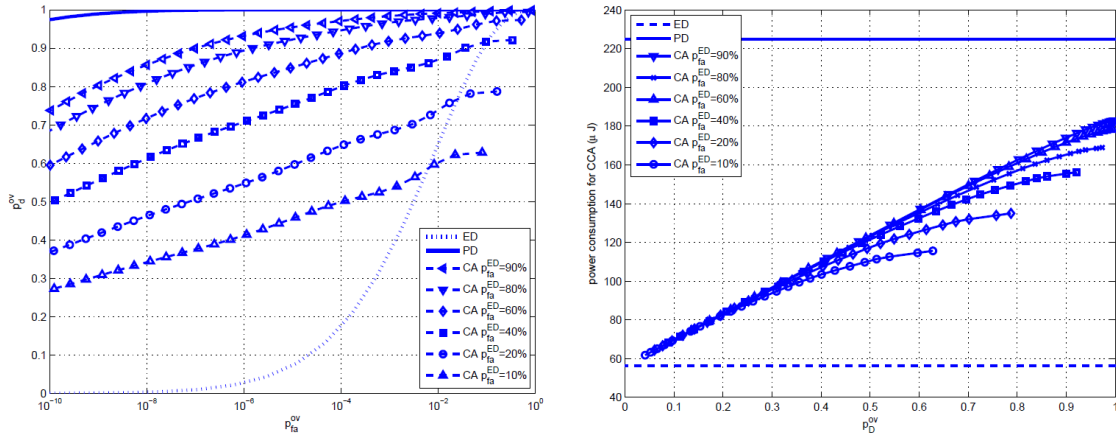 1
0.9
0.8
0.7
0.6
0.5
0.4
0.3
0.2
0.1
0
p_d^ov
10^-10
10^-8
10^-6
10^-4
10^-2
10^0
p_fa^ov
ED
PD
CA p_fa^ED=90%
CA p_fa^ED=80%
CA p_fa^ED=60%
CA p_fa^ED=40%
CA p_fa^ED=20%
CA p_fa^ED=10%
240
220
200
180
160
140
120
100
80
60
40
power consumption for CCA (μ J)
ED
PD
CA p_fa^ED=90%
CA p_fa^ED=80%
CA p_fa^ED=60%
CA p_fa^ED=40%
CA p_fa^ED=20%
CA p_fa^ED=10%
0
0.1
0.2
0.3
0.4
0.5
0.6
0.7
0.8
0.9
1
p_D^ov